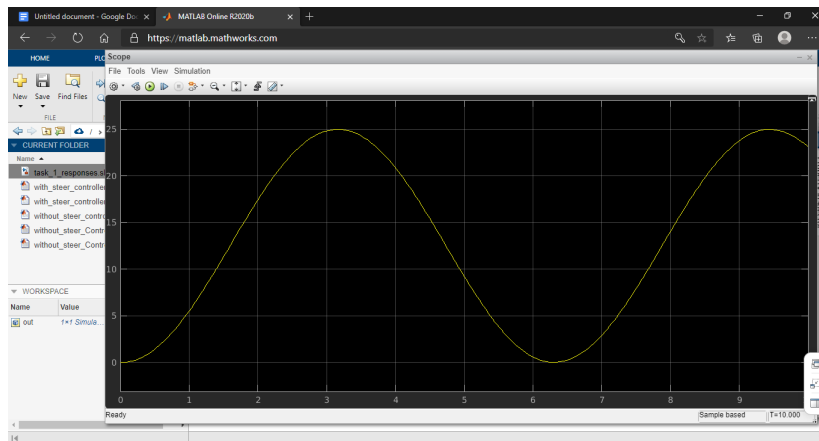 Untitled document - Google Do
MATLAB Online R2020b
https://matlab.mathworks.com
HOME
PLO
Scope
File Tools View Simulation
New Save Find Files
FILE
CURRENT FOLDER
Name
task_1_responses.sl
with_steer_controlle
with_steer_controlle
without_steer_contr
without_steer_Contr
without_steer_Contr
WORKSPACE
Name Value
out 1×1 Simula...
25
20
15
10
5
0
0 1 2 3 4 5 6 7 8 9
Ready
Sample based T=10.000